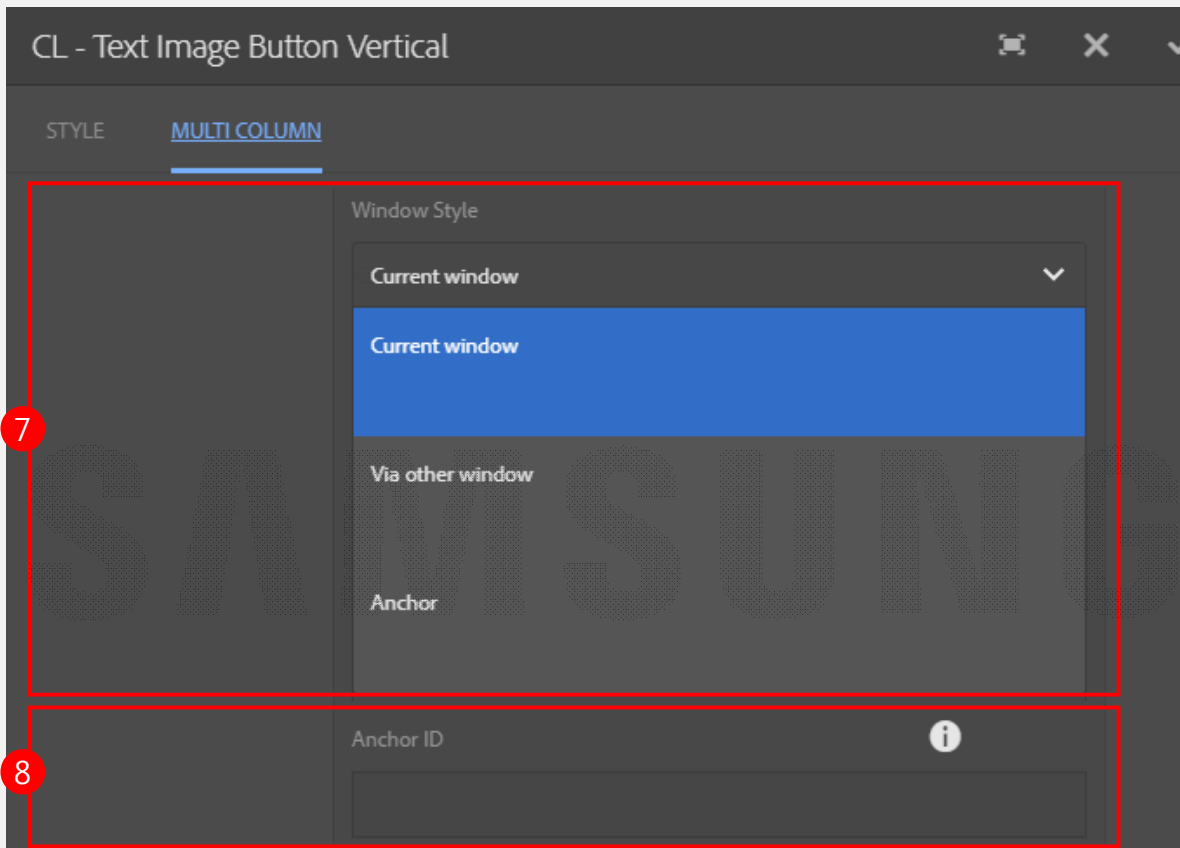 CL - Text Image Button Vertical
STYLE MULTI COLUMN
Window Style
Current window
Current window
7
Via other window
SAMSUNG
Anchor
Anchor ID
8